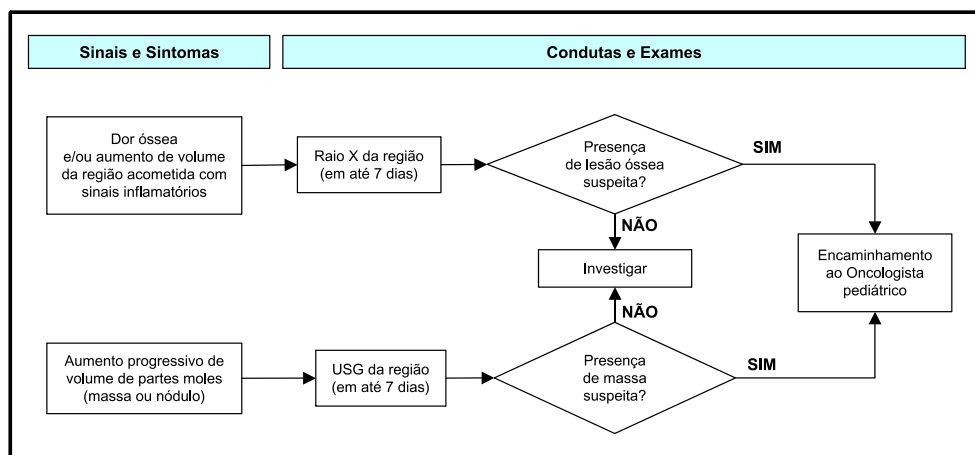 Sinais e Sintomas
Condutas e Exames
Dor óssea
e/ou aumento de volume
da região acometida com
sinais inflamatórios
Raio X da região
(em até 7 dias)
Presença
de lesão óssea
suspeita?
SIM
NÃO
Investigar
Encaminhamento
ao Oncologista
pediátrico
NÃO
Aumento progressivo de
volume de partes moles
(massa ou nódulo)
USG da região
(em até 7 dias)
Presença
de massa
suspeita?
SIM